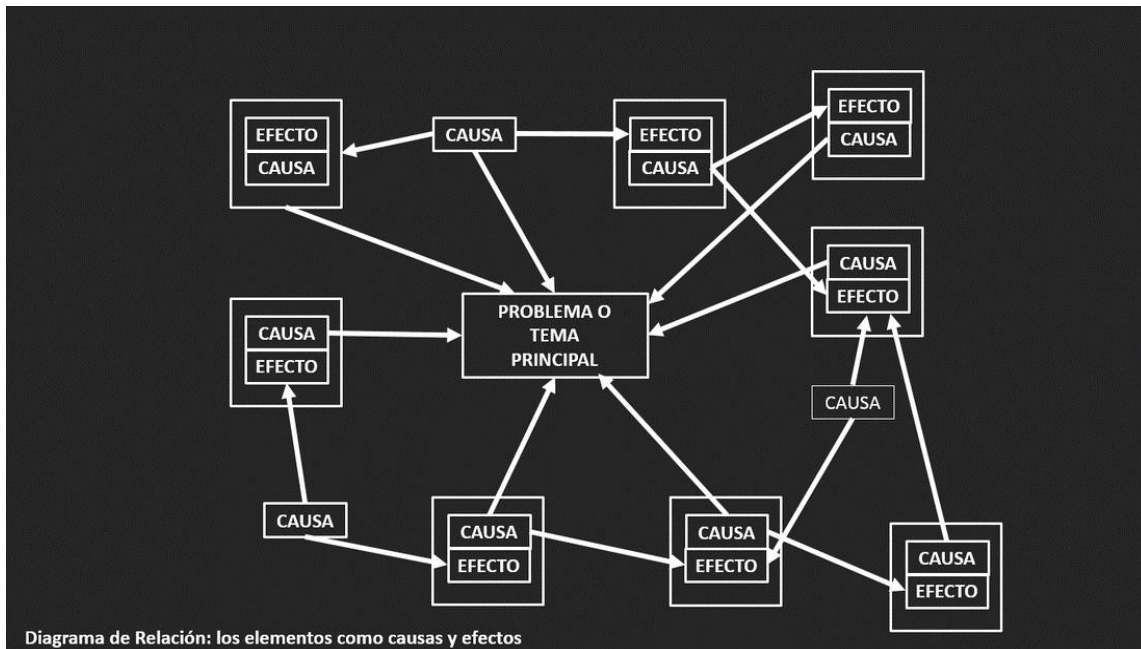 EFECTO
CAUSA
CAUSA
EFECTO
CAUSA
EFECTO
CAUSA
CAUSA
EFECTO
PROBLEMA O
TEMA
PRINCIPAL
CAUSA
EFECTO
CAUSA
CAUSA
CAUSA
EFECTO
CAUSA
EFECTO
CAUSA
EFECTO
Diagrama de Relación: los elementos como causas y efectos